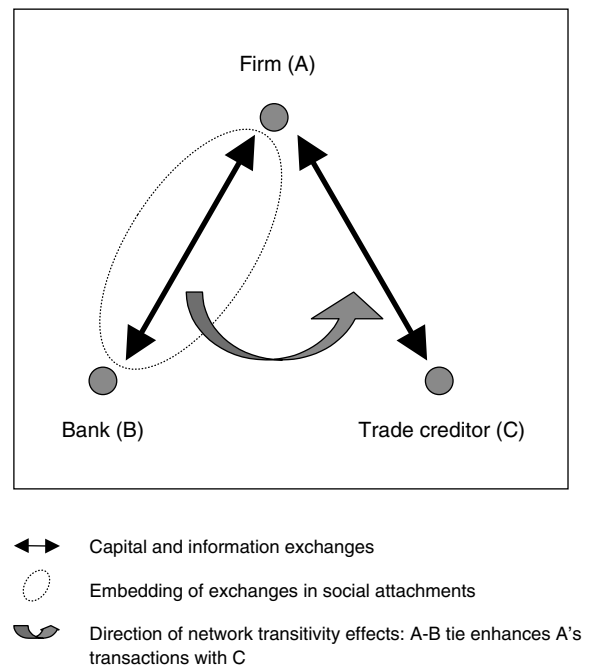 Firm (A)
Bank (B)
Trade creditor (C)
Capital and information exchanges
Embedding of exchanges in social attachments
Direction of network transitivity effects: A-B tie enhances A's
transactions with C